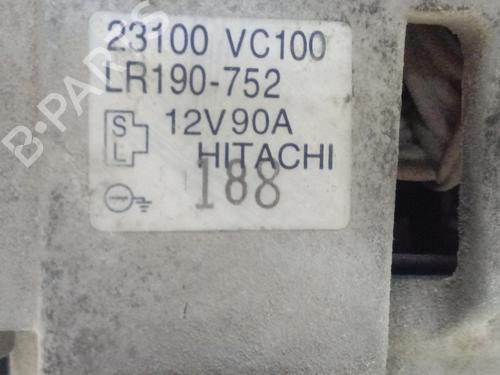 23100 VC100
LR190-752
S
L
12V90A
HITACHI
188
B-PARTS